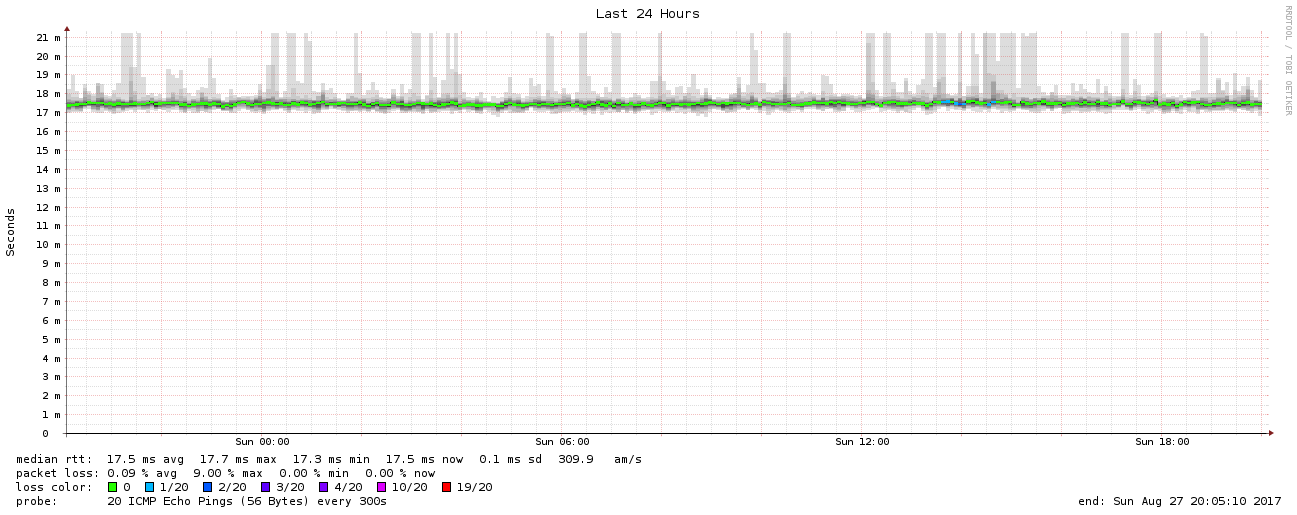 Last 24 Hours
RRDTOOL / TOBI OETIKER
Seconds
21 m
20 m
19 m
18 m
17 m
16 m
15 m
14 m
13 m
12 m
11 m
10 m
9 m
8 m
7 m
6 m
5 m
4 m
3 m
2 m
1 m
0
Sun 00:00 Sun 06:00 Sun 12:00 Sun 18:00
median rtt: 17.5 ms avg 17.7 ms max 17.3 ms min 17.5 ms now 0.1 ms sd 309.9 am/s
packet loss: 0.09 % avg 9.00 % max 0.00 % min 0.00 % now
loss color: 0 1/20 2/20 3/20 4/20 10/20 19/20
probe: 20 ICMP Echo Pings (56 Bytes) every 300s end: Sun Aug 27 20:05:10 2017